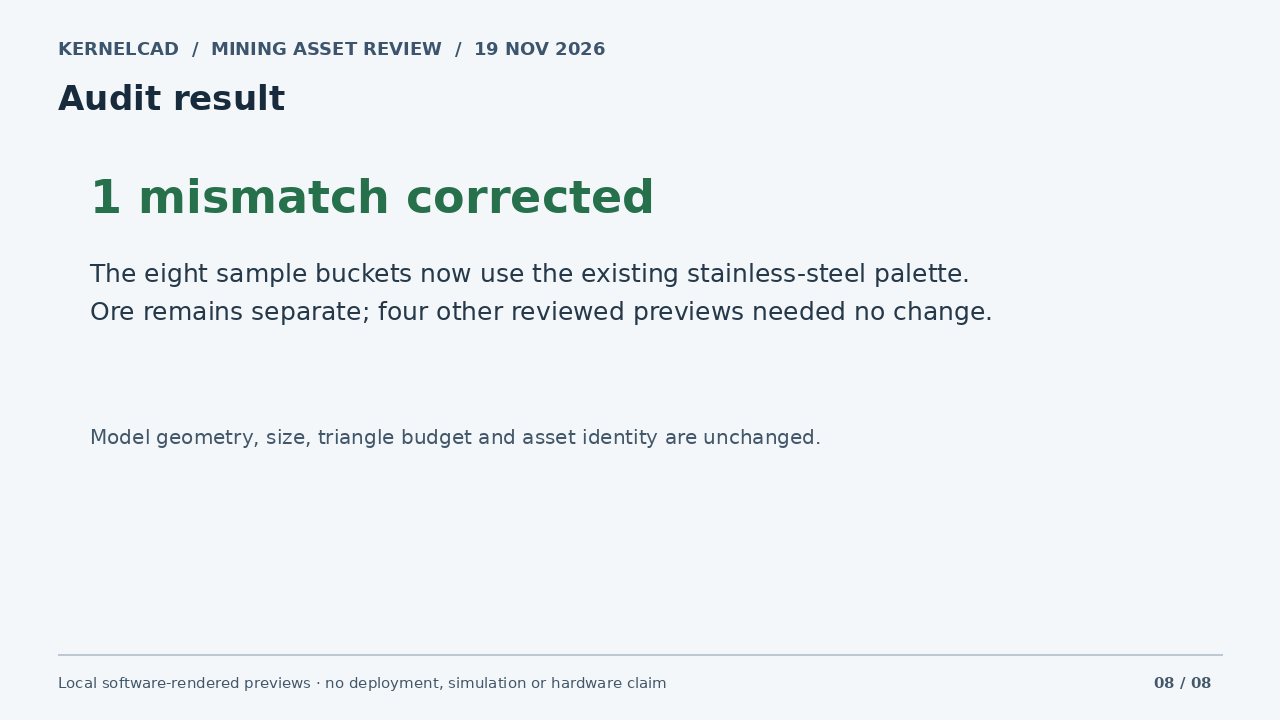 KERNELCAD / MINING ASSET REVIEW / 19 NOV 2026
Audit result
1 mismatch corrected
The eight sample buckets now use the existing stainless-steel palette.
Ore remains separate; four other reviewed previews needed no change.
Model geometry, size, triangle budget and asset identity are unchanged.
Local software-rendered previews · no deployment, simulation or hardware claim
08 / 08